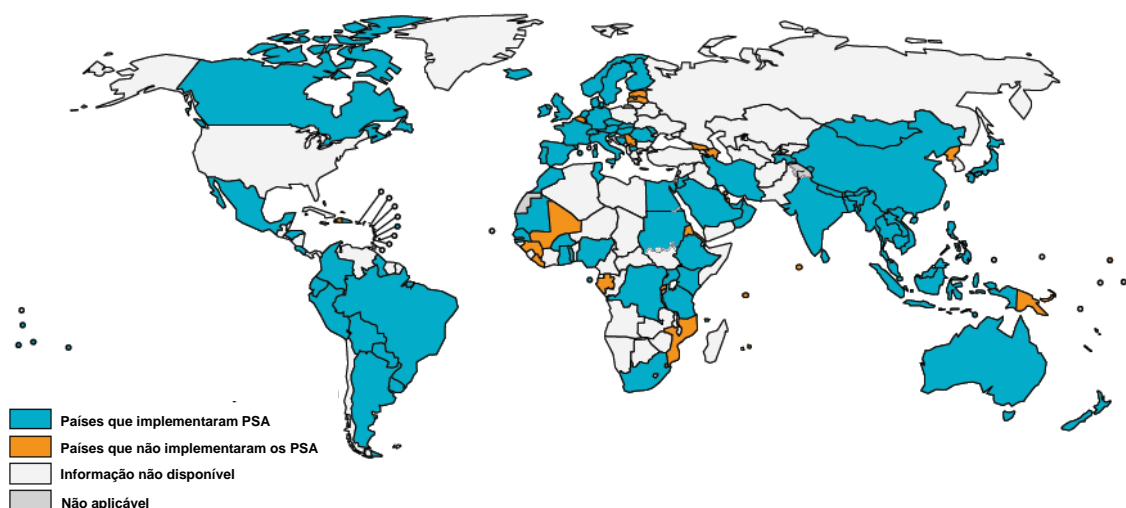 Países que implementaram PSA
Países que não implementaram os PSA
Informação não disponível
Não aplicável